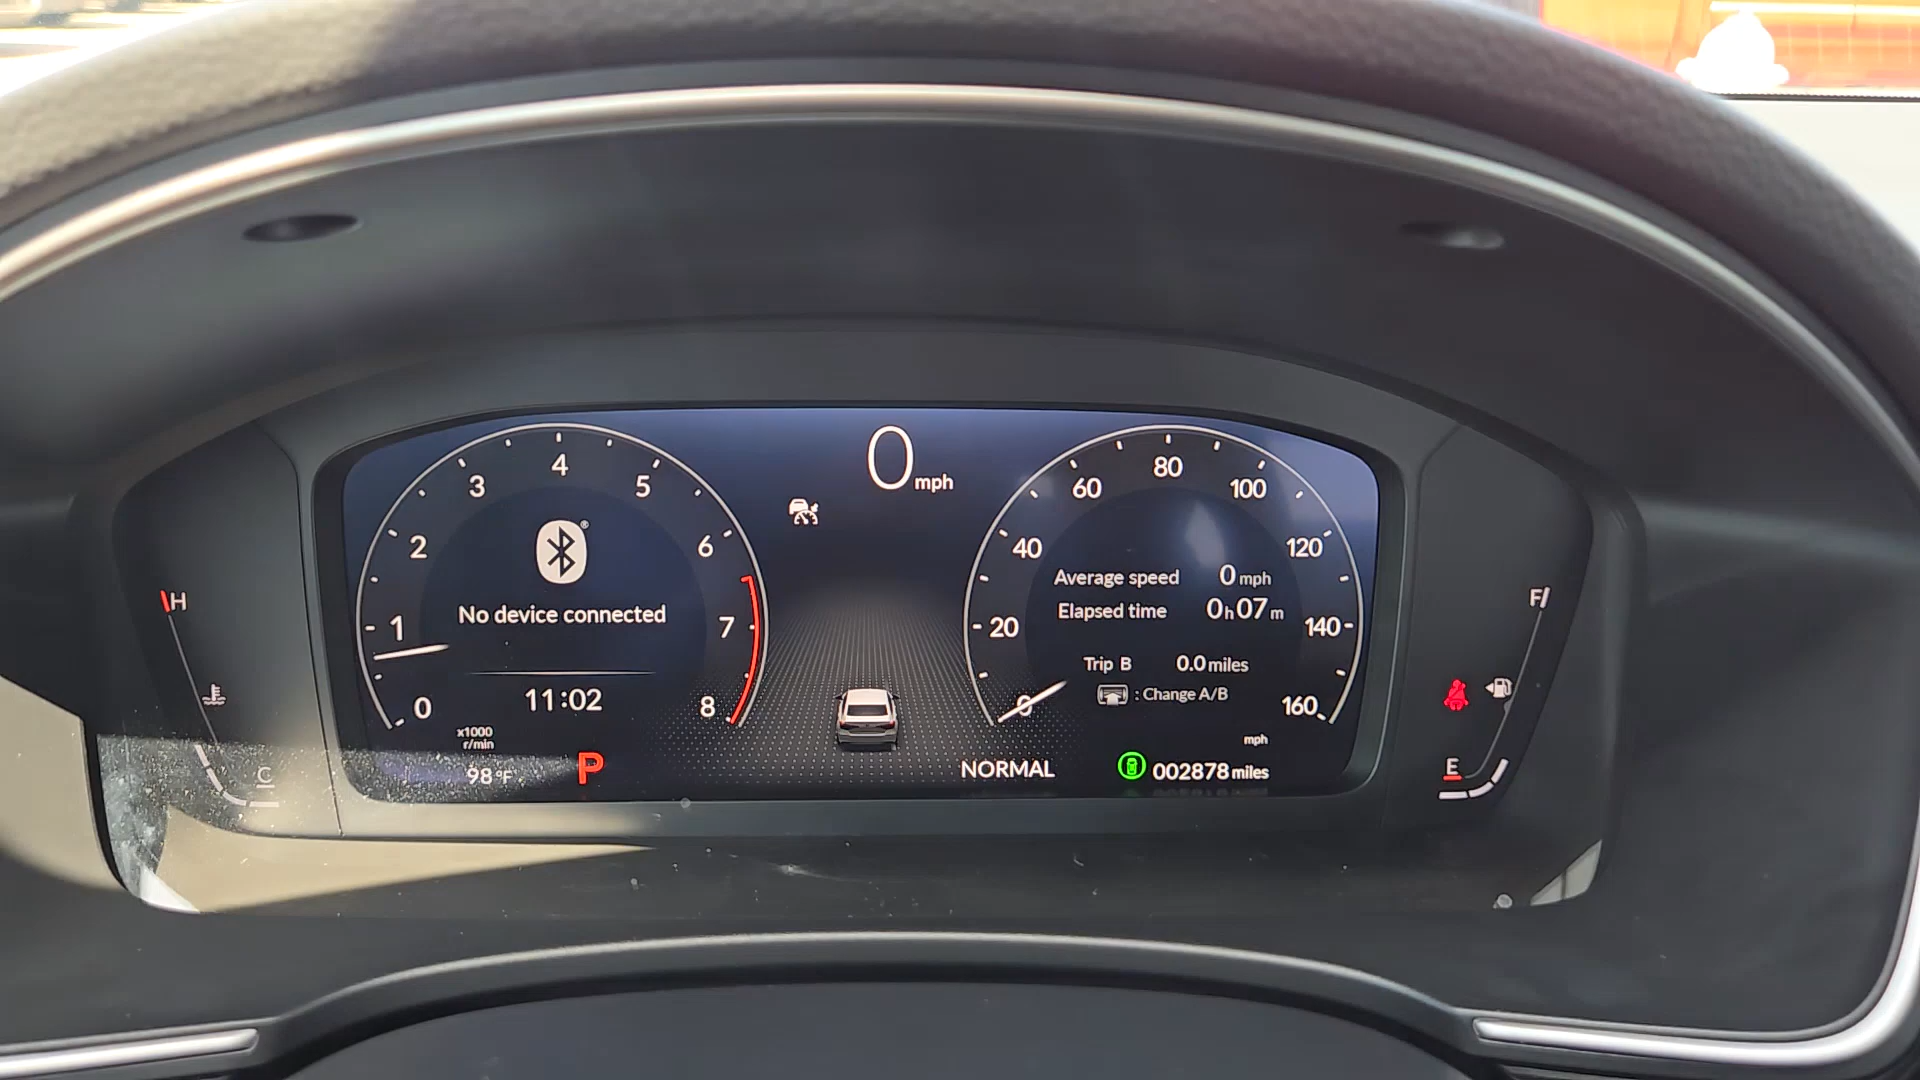 0 mph
4
3
5
2
6
1
7
0
8
®
No device connected
11:02
x1000
r/min
98 °F
P
H
C
80
60
100
40
120
20
140
0
160
Average speed 0 mph
Elapsed time 0h 07m
Trip B 0.0 miles
: Change A/B
mph
NORMAL
002878 miles
F
E